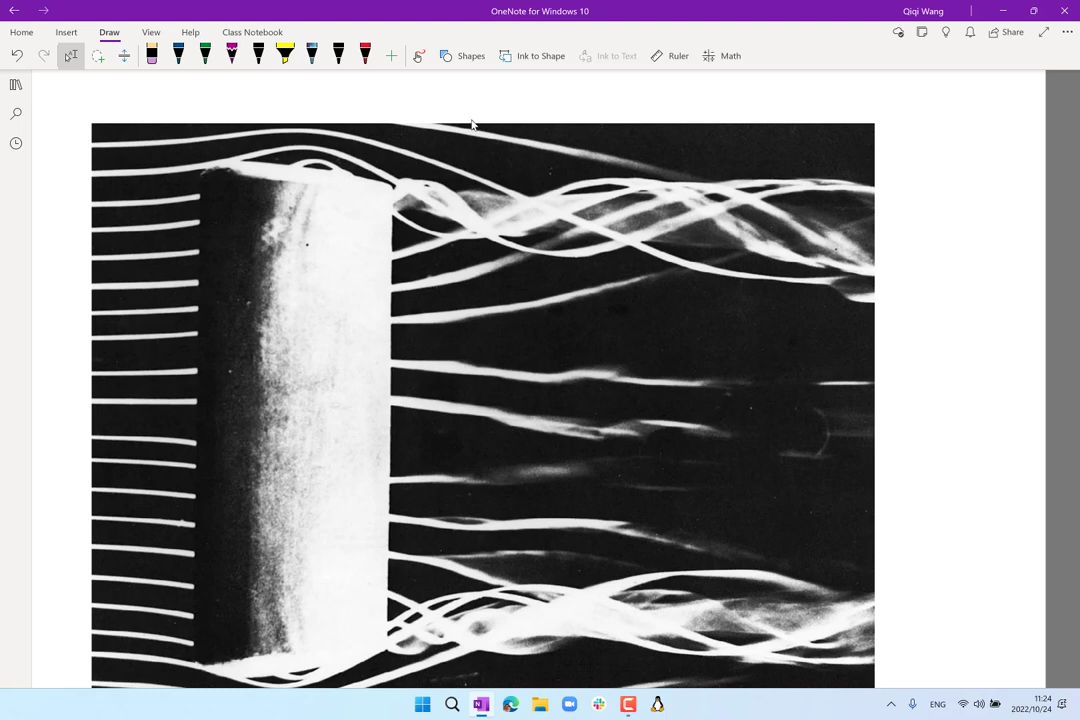 OneNote for Windows 10
Qiqi Wang
Home Insert Draw View Help Class Notebook
Share
Shapes Ink to Shape Ink to Text Ruler Math
ENG
11:24
2022/10/24